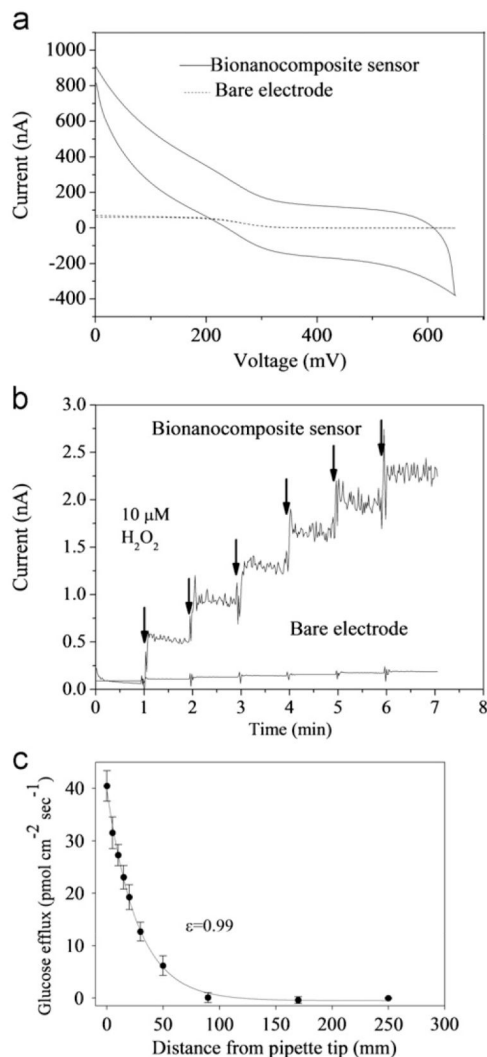 a
1000
800
600
400
200
0
-200
-400
Current (nA)
Bionanocomposite sensor
Bare electrode
0
200
400
600
Voltage (mV)
b
3.0
2.5
2.0
1.5
1.0
0.5
0.0
Current (nA)
Bionanocomposite sensor
10 μM
H₂O₂
Bare electrode
0 1 2 3 4 5 6 7 8
Time (min)
c
40
30
20
10
0
Glucose efflux (pmol cm⁻² sec⁻¹)
ε=0.99
0 50 100 150 200 250 300
Distance from pipette tip (mm)